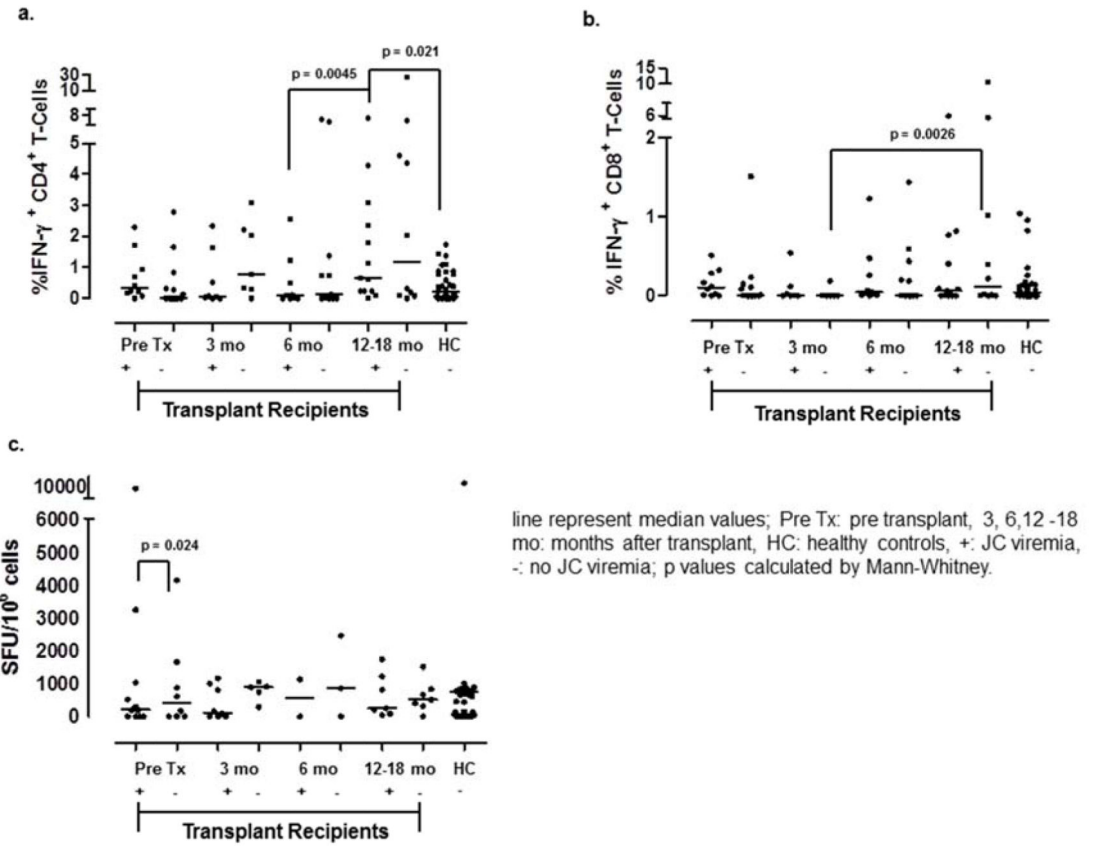 a.
p = 0.021
p = 0.0045
%IFN-γ + CD4+ T-Cells
30
10
8
5
4
3
2
1
0
Pre Tx 3 mo 6 mo 12-18 mo HC
+ - + - + - + - -
Transplant Recipients
b.
p = 0.0026
% IFN-γ + CD8+ T-Cells
15
10
6
2
1
0
Pre Tx 3 mo 6 mo 12-18 mo HC
+ - + - + - + - -
Transplant Recipients
c.
p = 0.024
SFU/10⁶ cells
10000
6000
5000
4000
3000
2000
1000
0
Pre Tx 3 mo 6 mo 12-18 mo HC
+ - + - + - + - -
Transplant Recipients
line represent median values; Pre Tx: pre transplant, 3, 6,12 -18
mo: months after transplant, HC: healthy controls, +: JC viremia,
-: no JC viremia; p values calculated by Mann-Whitney.